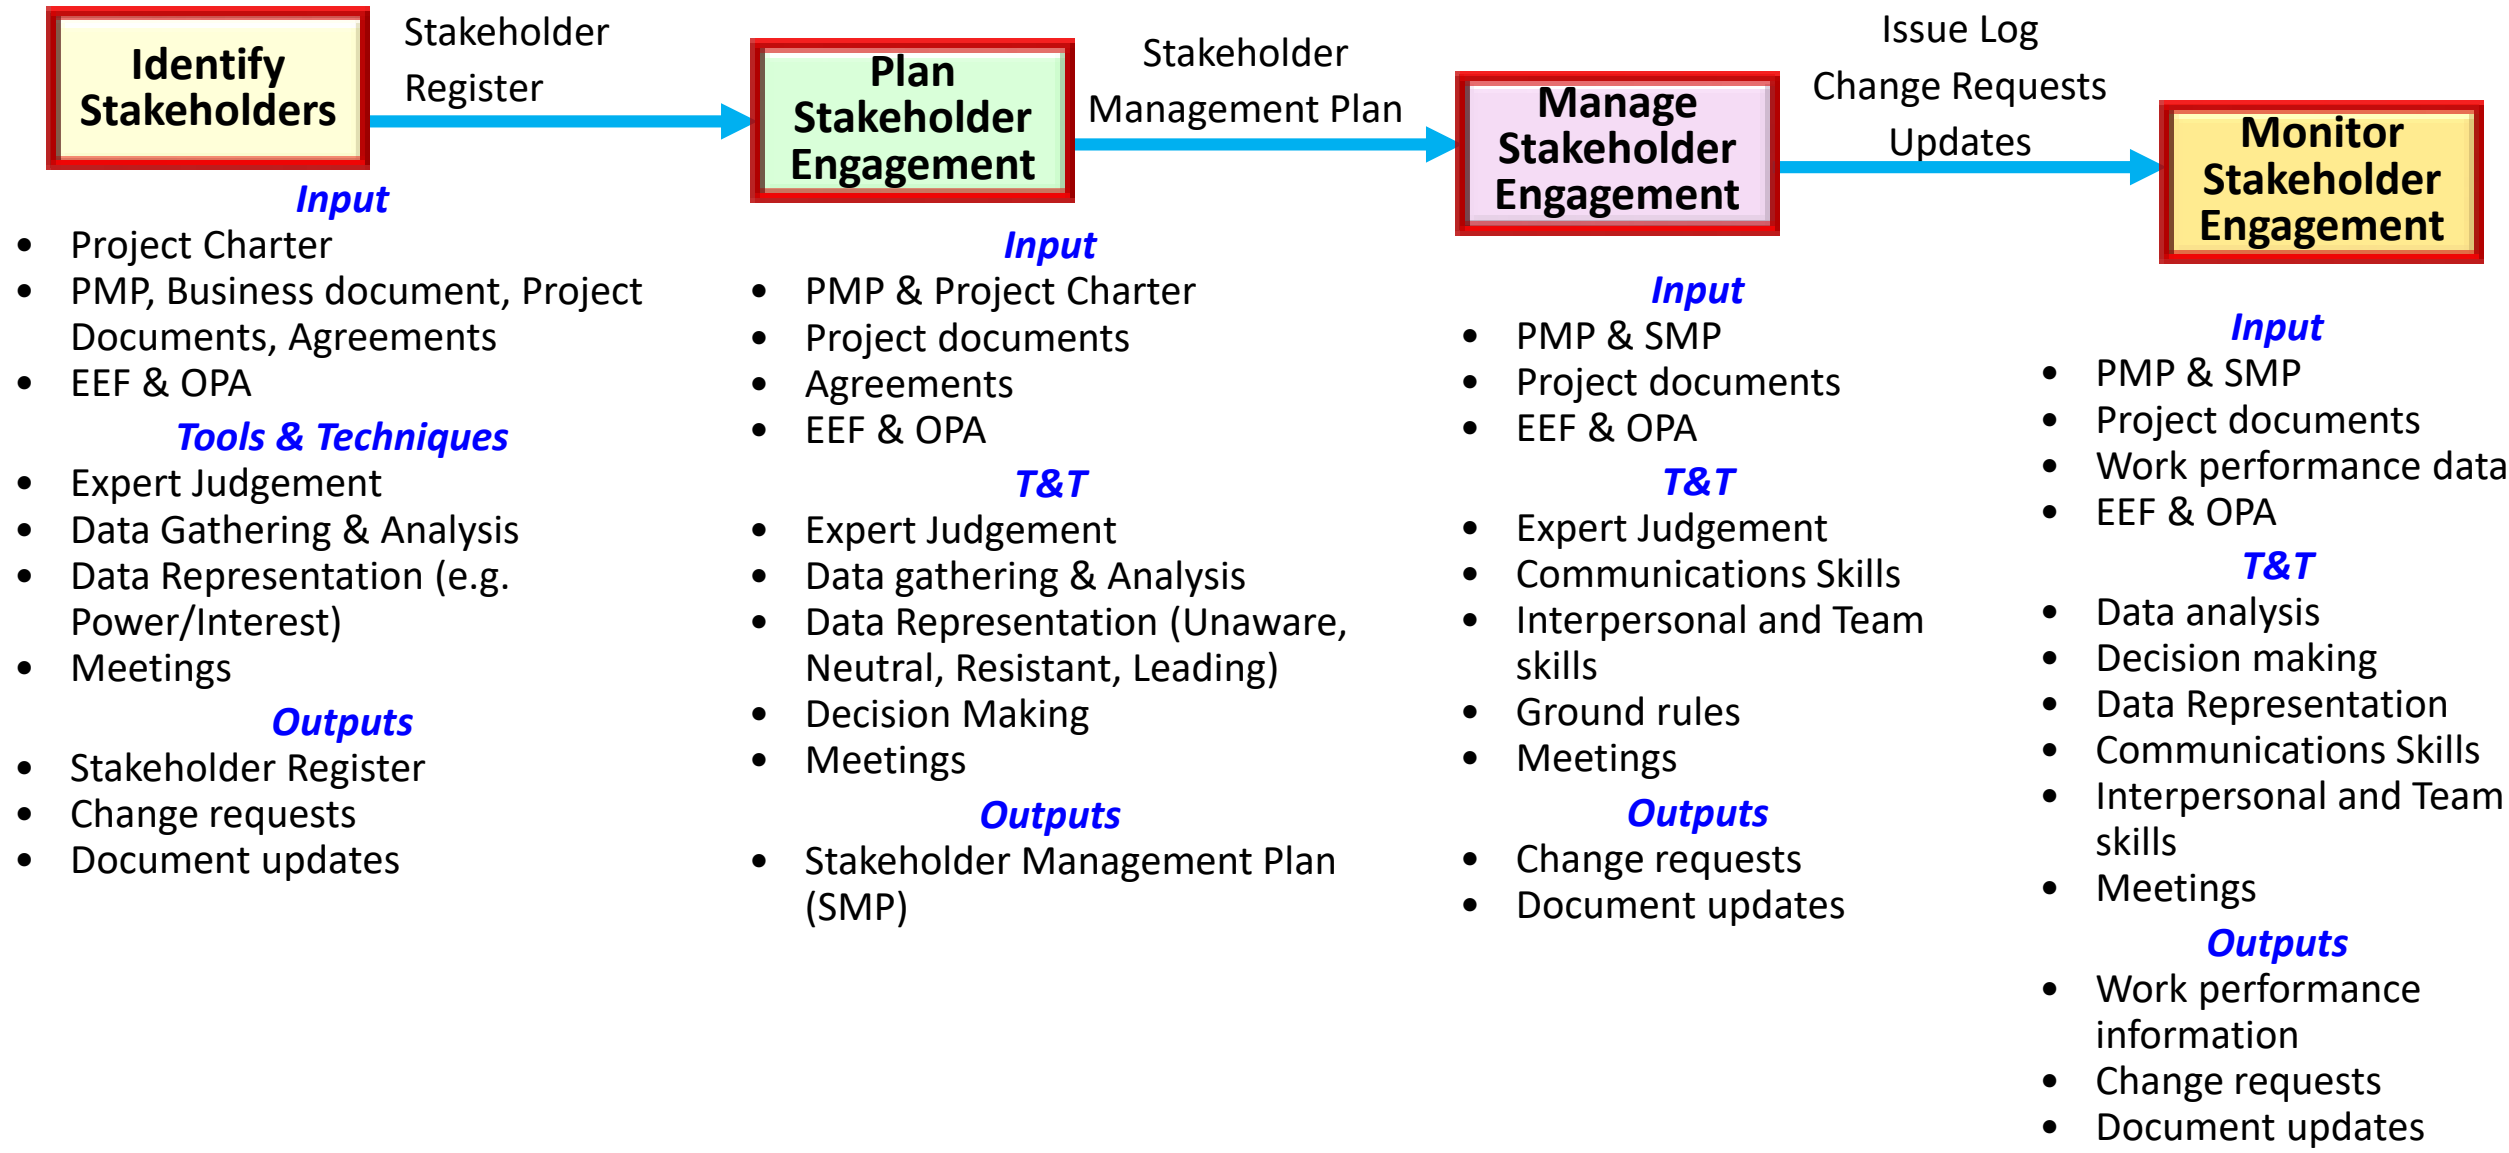 Identify
Stakeholders
Stakeholder
Register
Plan
Stakeholder
Engagement
Stakeholder
Management Plan
Manage
Stakeholder
Engagement
Issue Log
Change Requests
Updates
Monitor
Stakeholder
Engagement
Input
• Project Charter
• PMP, Business document, Project
Documents, Agreements
• EEF & OPA
Tools & Techniques
• Expert Judgement
• Data Gathering & Analysis
• Data Representation (e.g.
Power/Interest)
• Meetings
Outputs
• Stakeholder Register
• Change requests
• Document updates
Input
• PMP & Project Charter
• Project documents
• Agreements
• EEF & OPA
T&T
• Expert Judgement
• Data gathering & Analysis
• Data Representation (Unaware,
Neutral, Resistant, Leading)
• Decision Making
• Meetings
Outputs
• Stakeholder Management Plan
(SMP)
Input
• PMP & SMP
• Project documents
• EEF & OPA
T&T
• Expert Judgement
• Communications Skills
• Interpersonal and Team
skills
• Ground rules
• Meetings
Outputs
• Change requests
• Document updates
Input
• PMP & SMP
• Project documents
• Work performance data
• EEF & OPA
T&T
• Data analysis
• Decision making
• Data Representation
• Communications Skills
• Interpersonal and Team
skills
• Meetings
Outputs
• Work performance
information
• Change requests
• Document updates